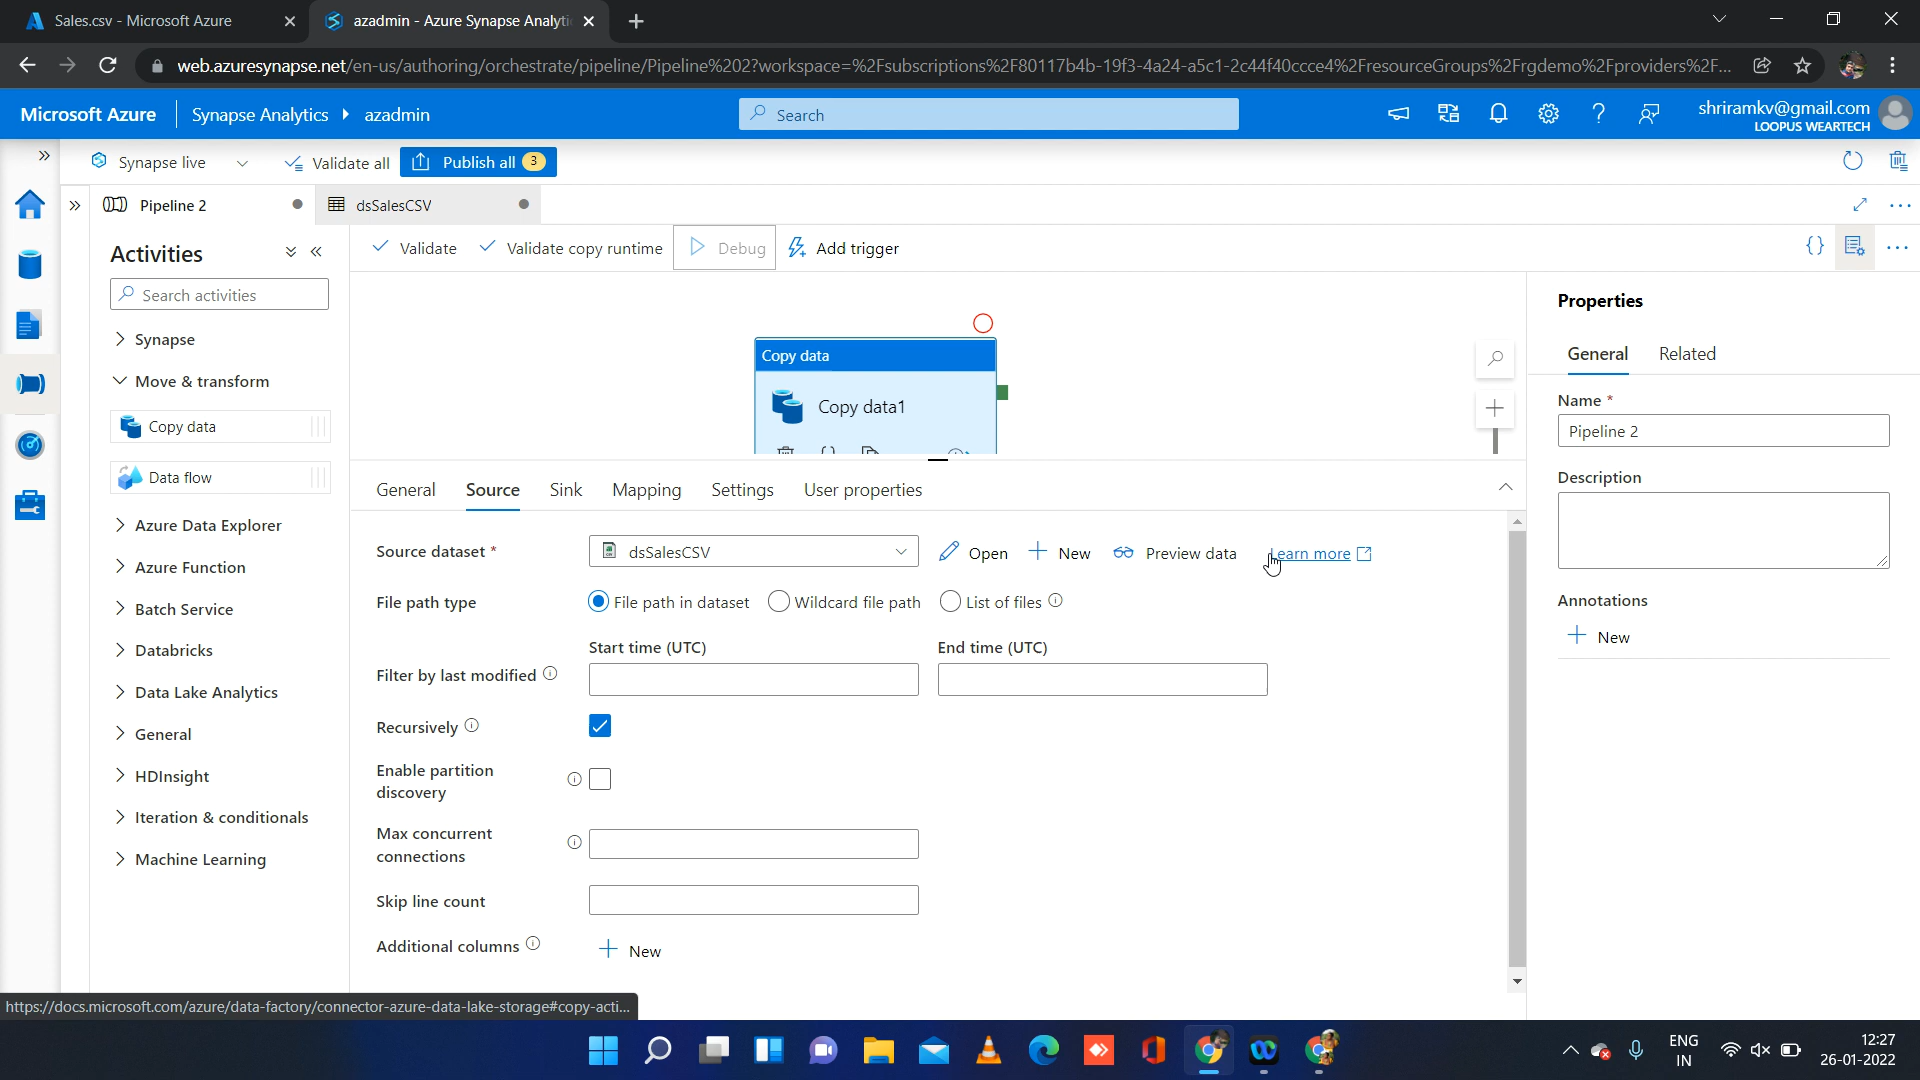 Sales.csv - Microsoft Azure
azadmin - Azure Synapse Analyti
web.azuresynapse.net/en-us/authoring/orchestrate/pipeline/Pipeline%202?workspace=%2Fsubscriptions%2F80117b4b-19f3-4a24-a5c1-2c44f40ccce4%2FresourceGroups%2Frgdemo%2Fproviders%2F...
Microsoft Azure
Synapse Analytics
azadmin
Search
shriramkv@gmail.com
LOOPUS WEARTECH
Synapse live
Validate all
Publish all 3
Pipeline 2
dsSalesCSV
Activities
Search activities
Synapse
Move & transform
Copy data
Data flow
Azure Data Explorer
Azure Function
Batch Service
Databricks
Data Lake Analytics
General
HDInsight
Iteration & conditionals
Machine Learning
Validate
Validate copy runtime
Debug
Add trigger
Copy data
Copy data1
General
Source
Sink
Mapping
Settings
User properties
Source dataset *
dsSalesCSV
Open
New
Preview data
Learn more
File path type
File path in dataset
Wildcard file path
List of files
Start time (UTC)
End time (UTC)
Filter by last modified
Recursively
Enable partition
discovery
Max concurrent
connections
Skip line count
Additional columns
New
Properties
General
Related
Name *
Pipeline 2
Description
Annotations
New
https://docs.microsoft.com/azure/data-factory/connector-azure-data-lake-storage#copy-acti...
ENG
IN
12:27
26-01-2022